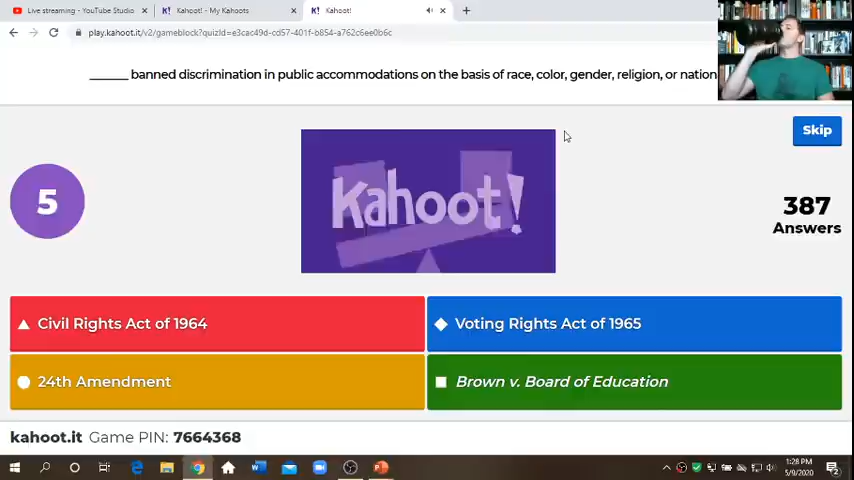 Live streaming - YouTube Studio
Kahoot! - My Kahoots
Kahoot!
play.kahoot.it/v2/gameblock?quizId=e3cac49d-cd57-401f-b854-a762c6ee0b6c
______ banned discrimination in public accommodations on the basis of race, color, gender, religion, or nation
Skip
5
Kahoot!
387
Answers
Civil Rights Act of 1964
Voting Rights Act of 1965
24th Amendment
Brown v. Board of Education
kahoot.it Game PIN: 7664368
1:28 PM
5/9/2020